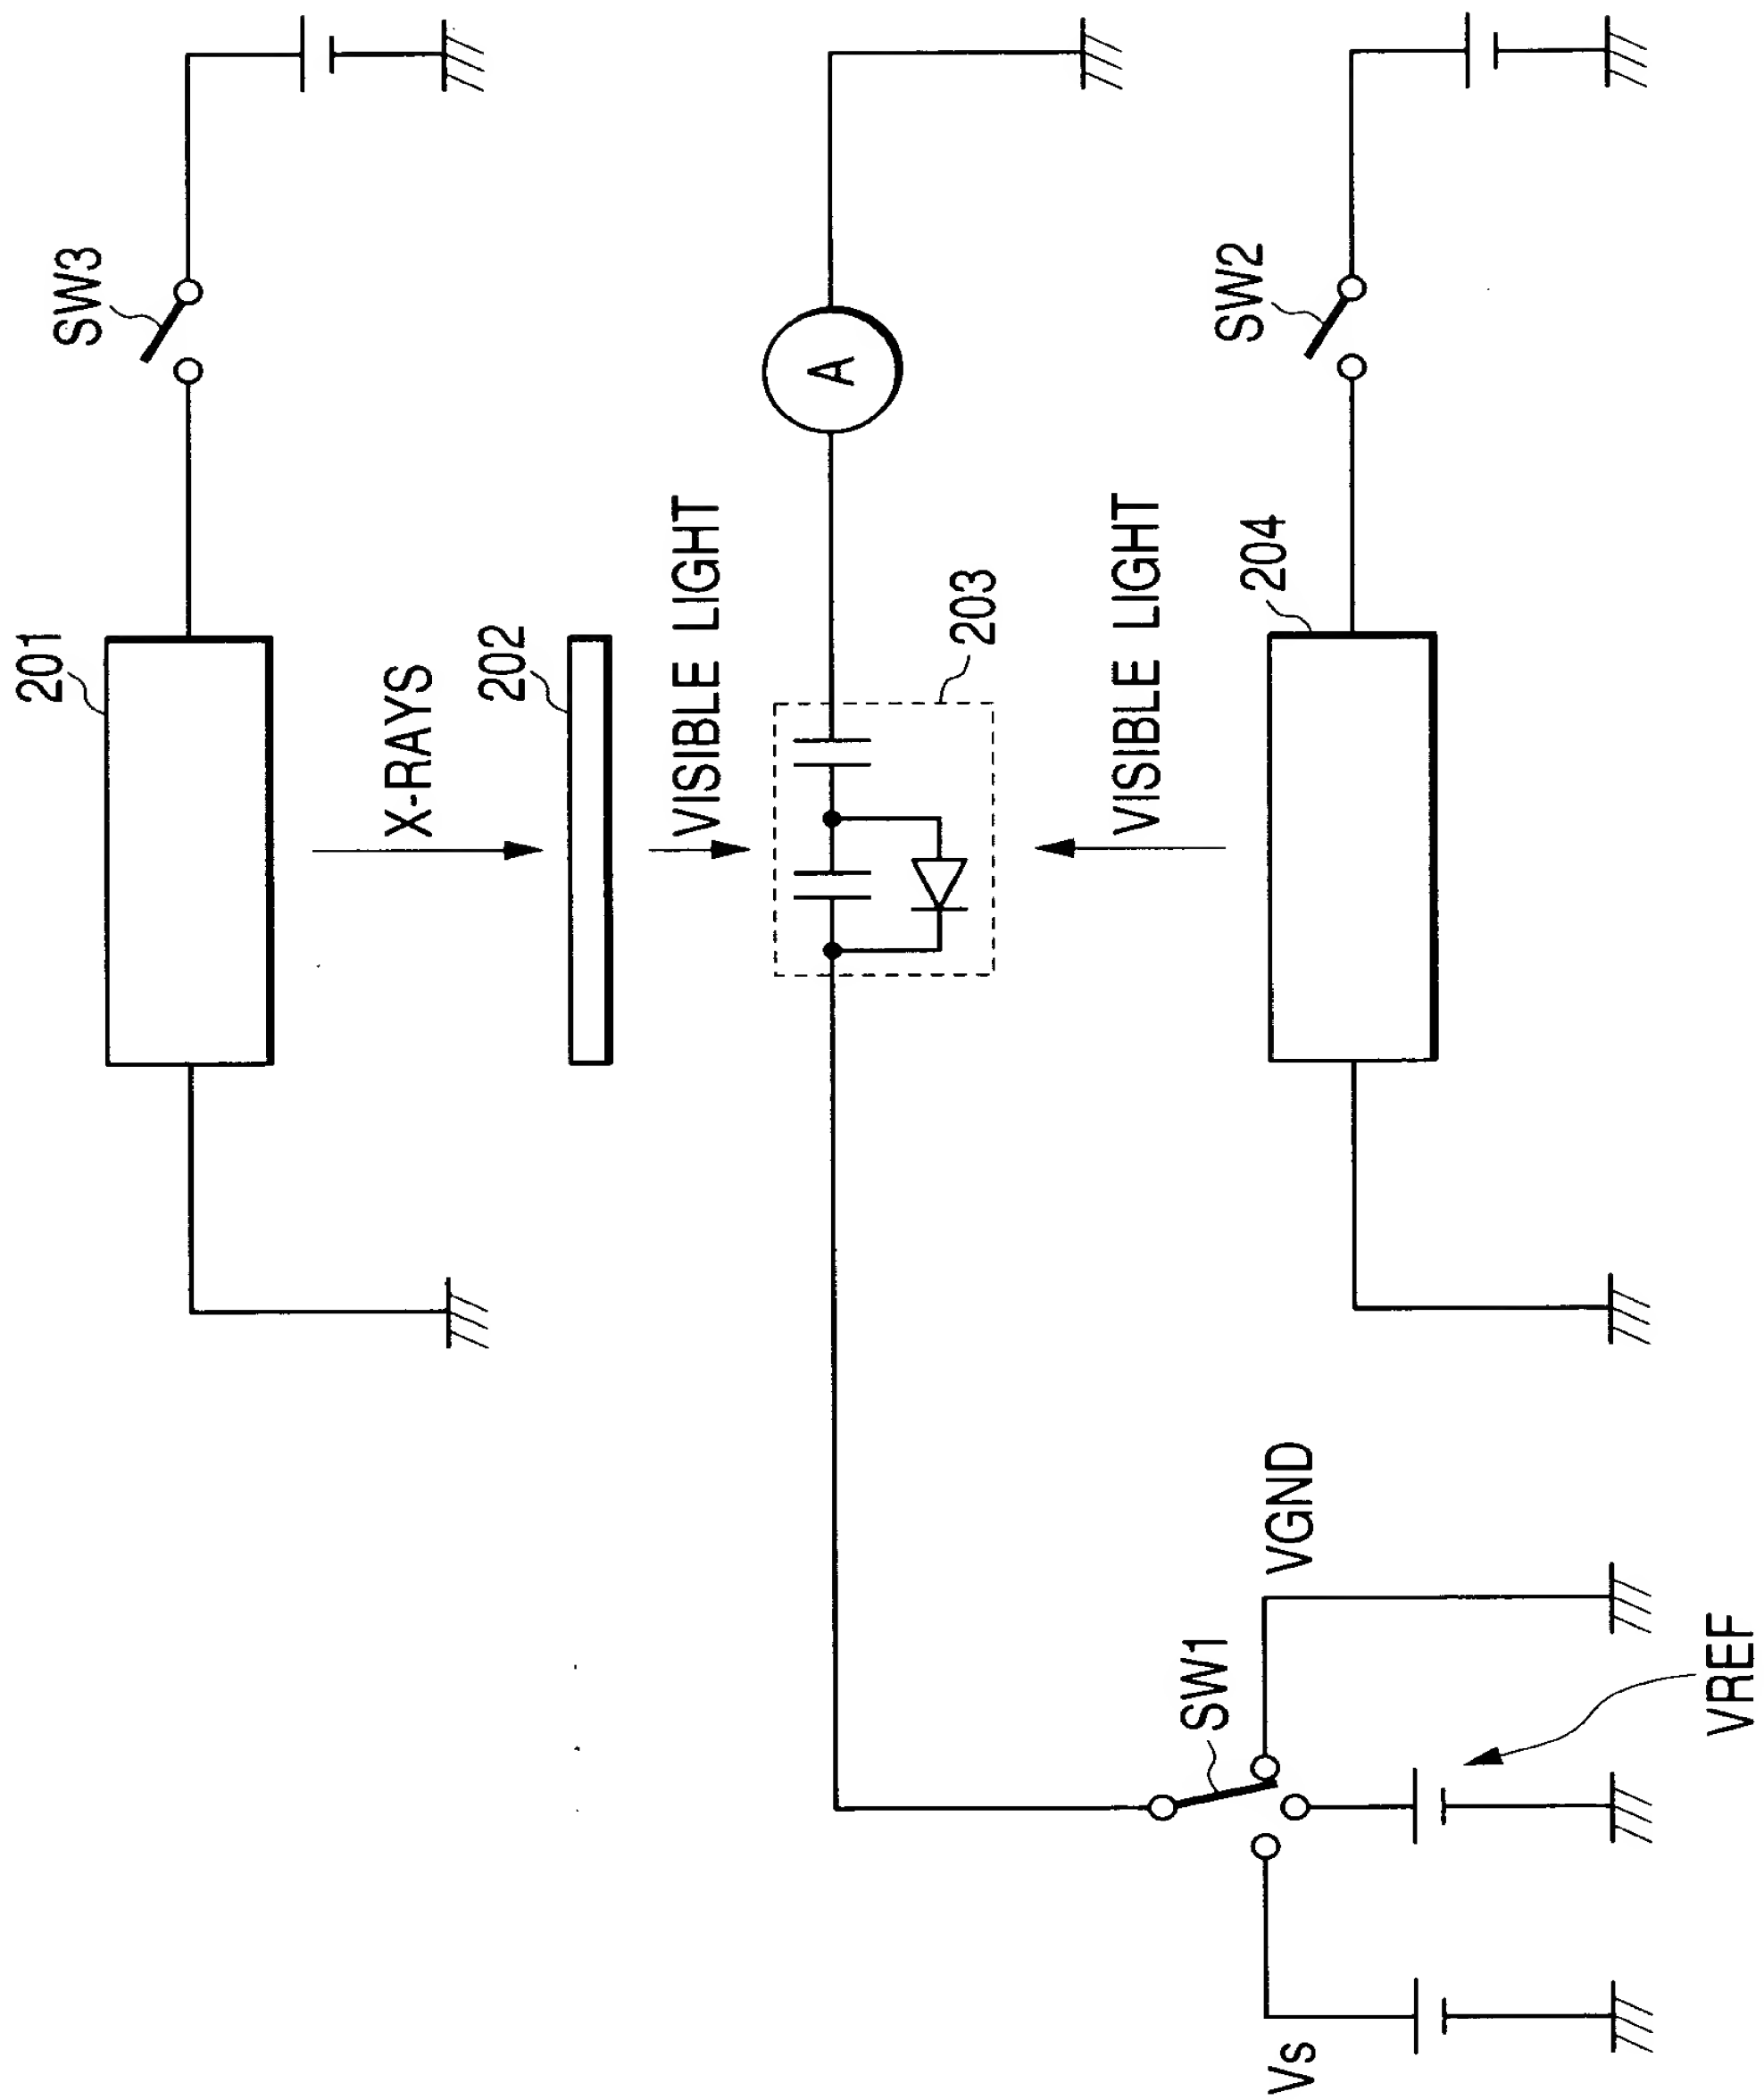 201
SW3
X-RAYS
202
VISIBLE LIGHT
A
203
VISIBLE LIGHT
204
SW2
VGND
SW1
VREF
Vs